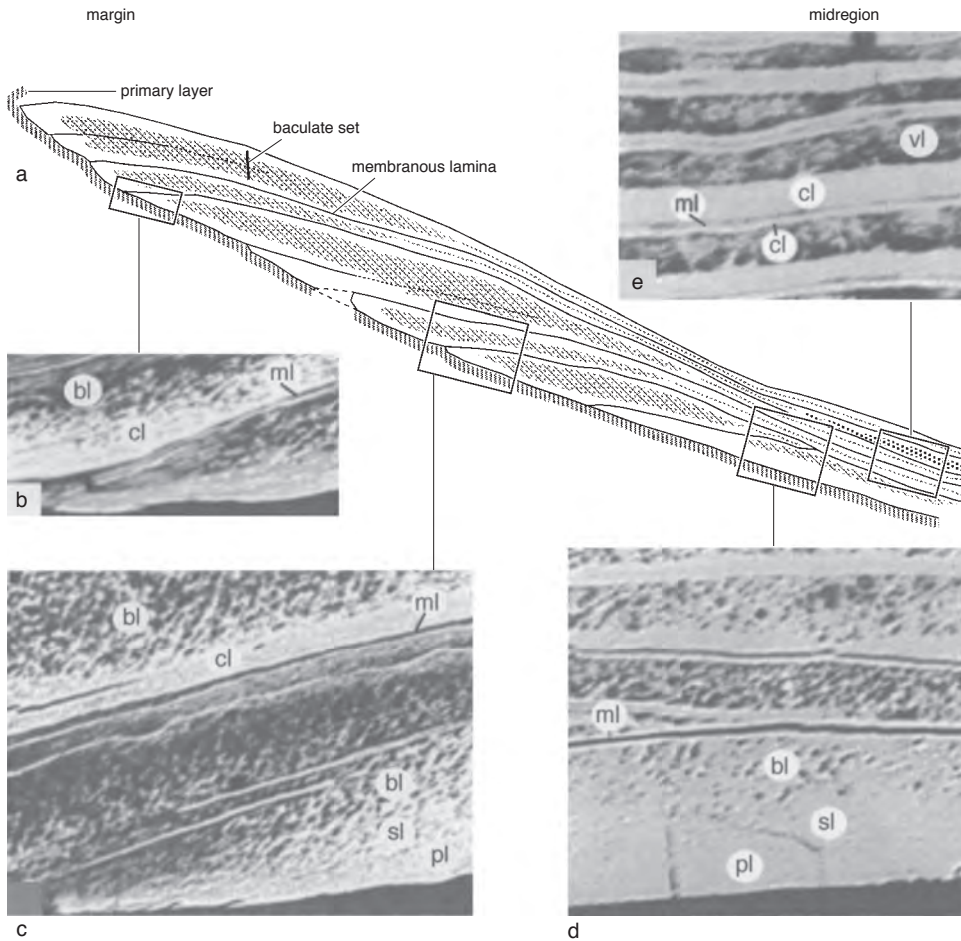 margin
midregion
primary layer
baculate set
membranous lamina
a
vl
cl
ml
cl
e
bl
ml
cl
b
bl
ml
cl
bl
sl
pl
c
ml
bl
sl
pl
d